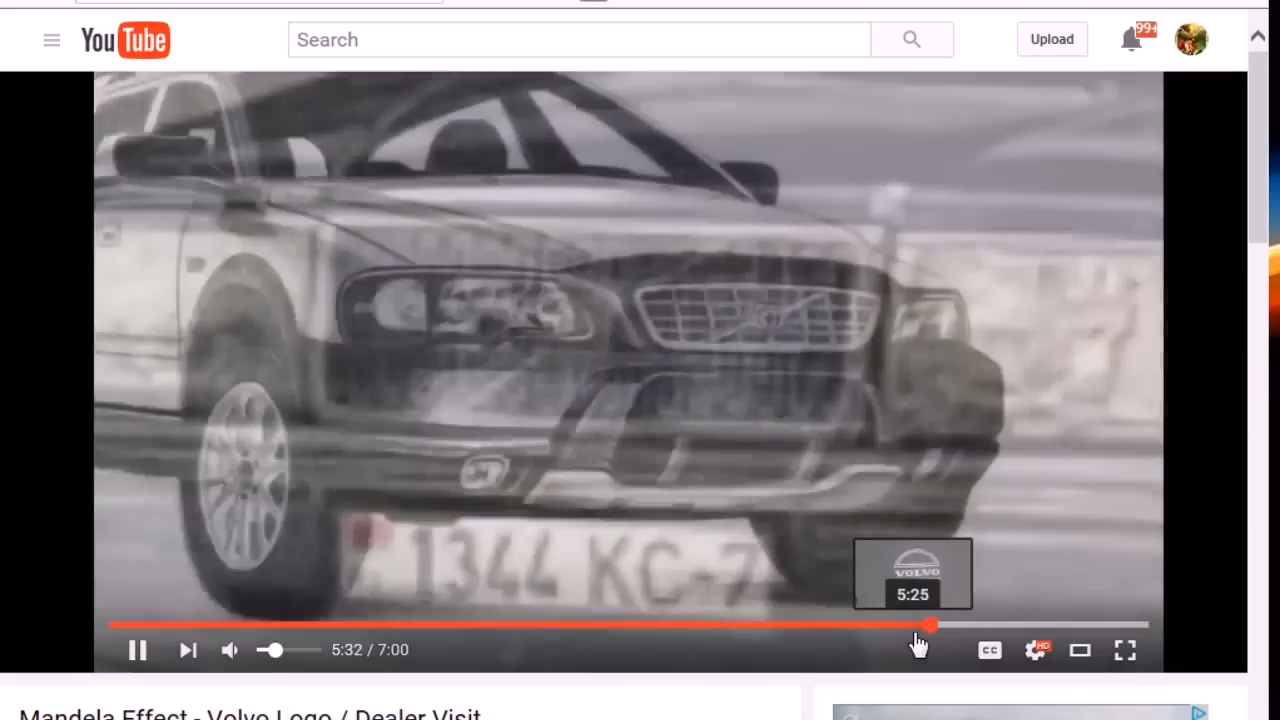 YouTube
Search
Upload
99+
1344 KC-7
VOLVO
5:25
5:32 / 7:00
CC
HD
Mandela Effect - Volvo Logo / Dealer Visit